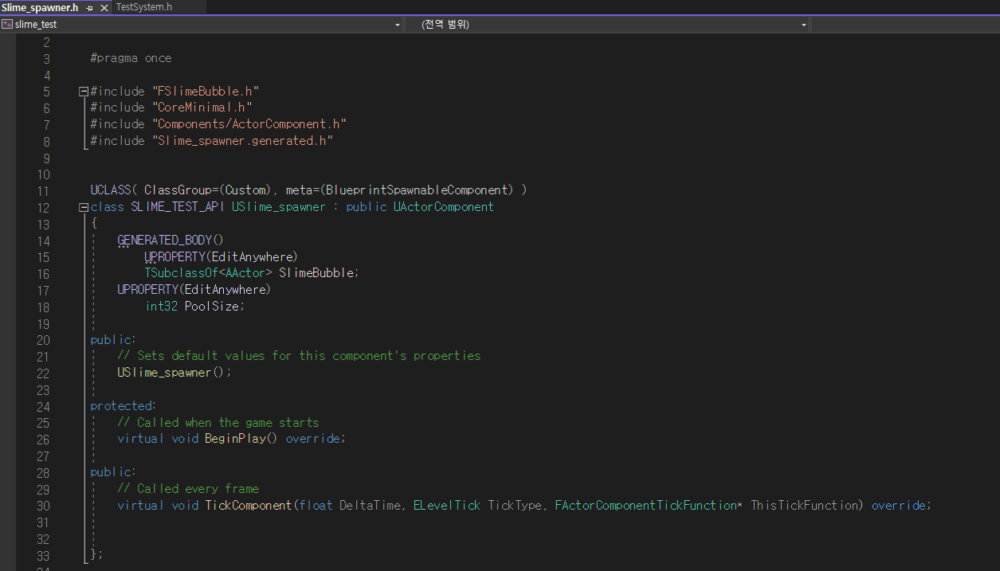 Slime_spawner.h TestSystem.h
slime_test (전역 범위)
2
3 #pragma once
4
5 #include "FSlimeBubble.h"
6 #include "CoreMinimal.h"
7 #include "Components/ActorComponent.h"
8 #include "Slime_spawner.generated.h"
9
10
11 UCLASS( ClassGroup=(Custom), meta=(BlueprintSpawnableComponent) )
12 class SLIME_TEST_API USlime_spawner : public UActorComponent
13 {
14 GENERATED_BODY()
15 UPROPERTY(EditAnywhere)
16 TSubclassOf<AActor> SlimeBubble;
17 UPROPERTY(EditAnywhere)
18 int32 PoolSize;
19
20 public:
21 // Sets default values for this component's properties
22 USlime_spawner();
23
24 protected:
25 // Called when the game starts
26 virtual void BeginPlay() override;
27
28 public:
29 // Called every frame
30 virtual void TickComponent(float DeltaTime, ELevelTick TickType, FActorComponentTickFunction* ThisTickFunction) override;
31
32
33 };